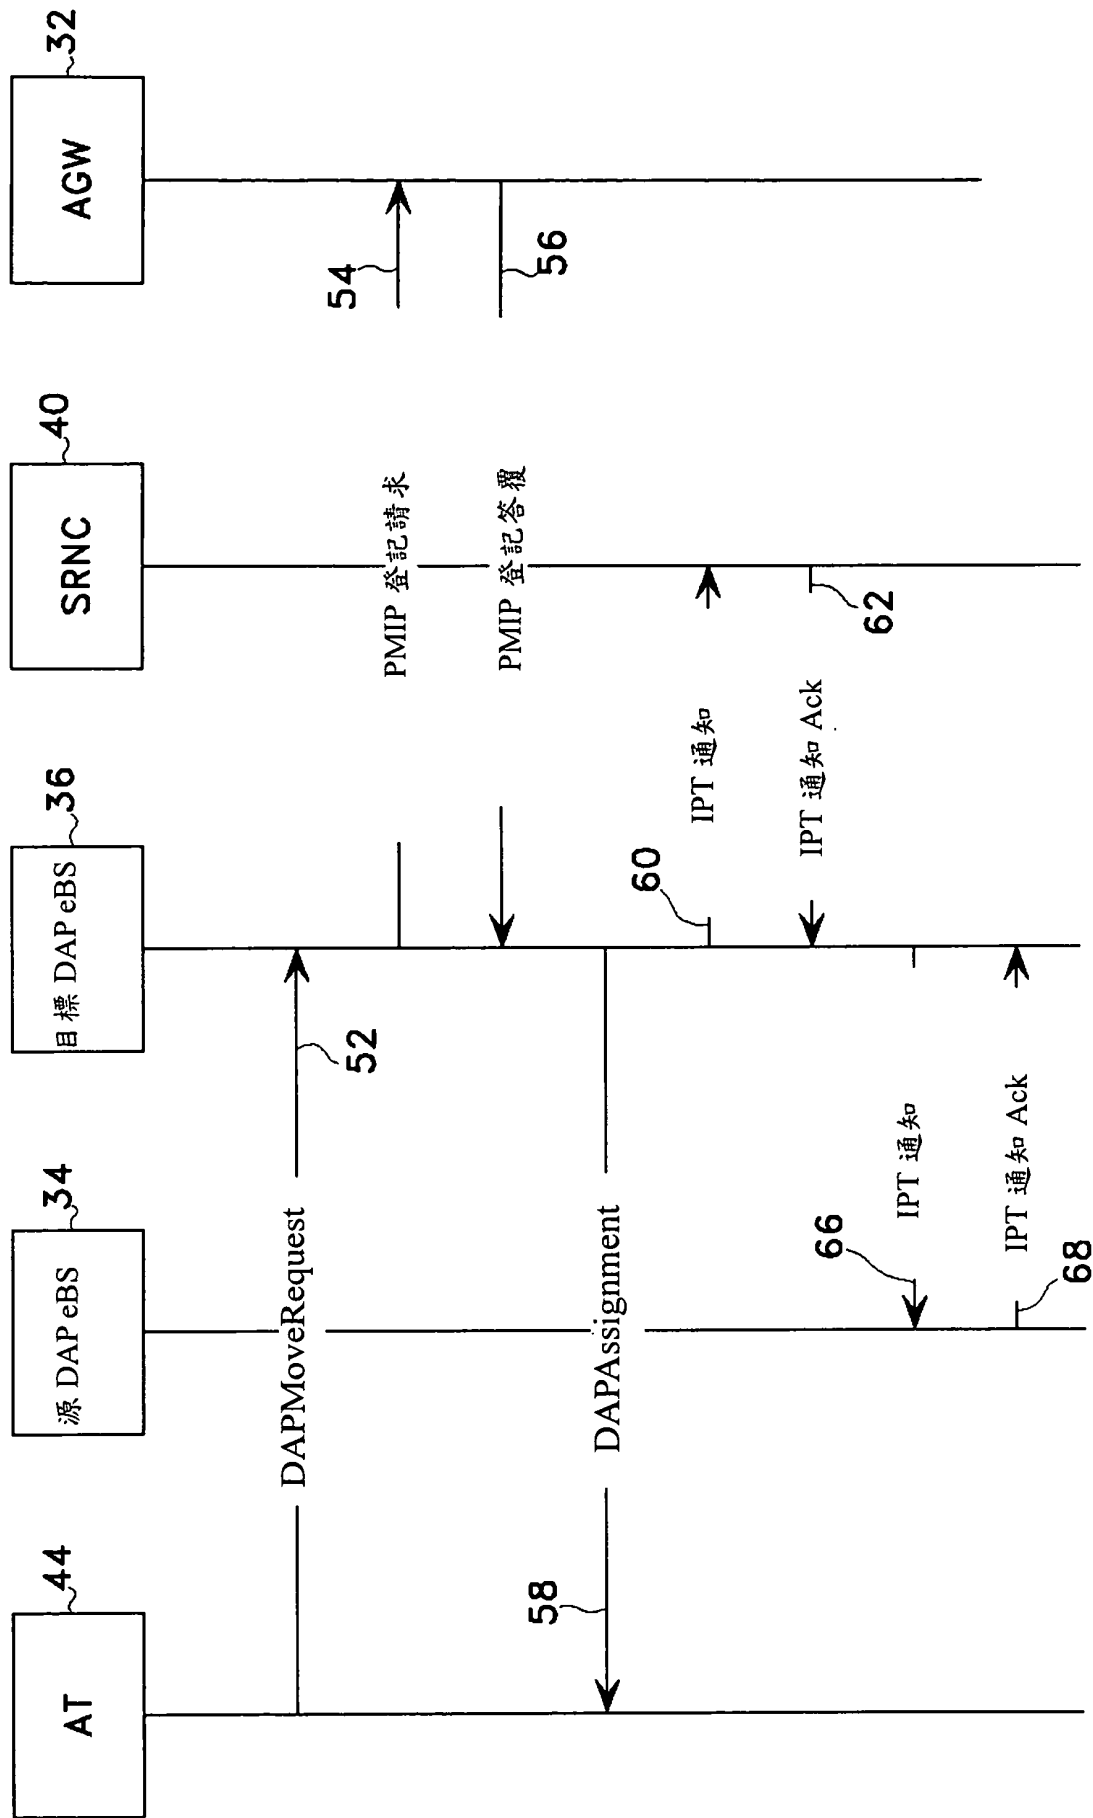 AT
44
源 DAP eBS
34
目標 DAP eBS
36
SRNC
40
AGW
32
DAPMoveRequest
52
PMIP 登記請求
54
PMIP 登記答覆
56
DAPAssignment
58
60
IPT 通知
IPT 通知 Ack
62
66
IPT 通知
IPT 通知 Ack
68